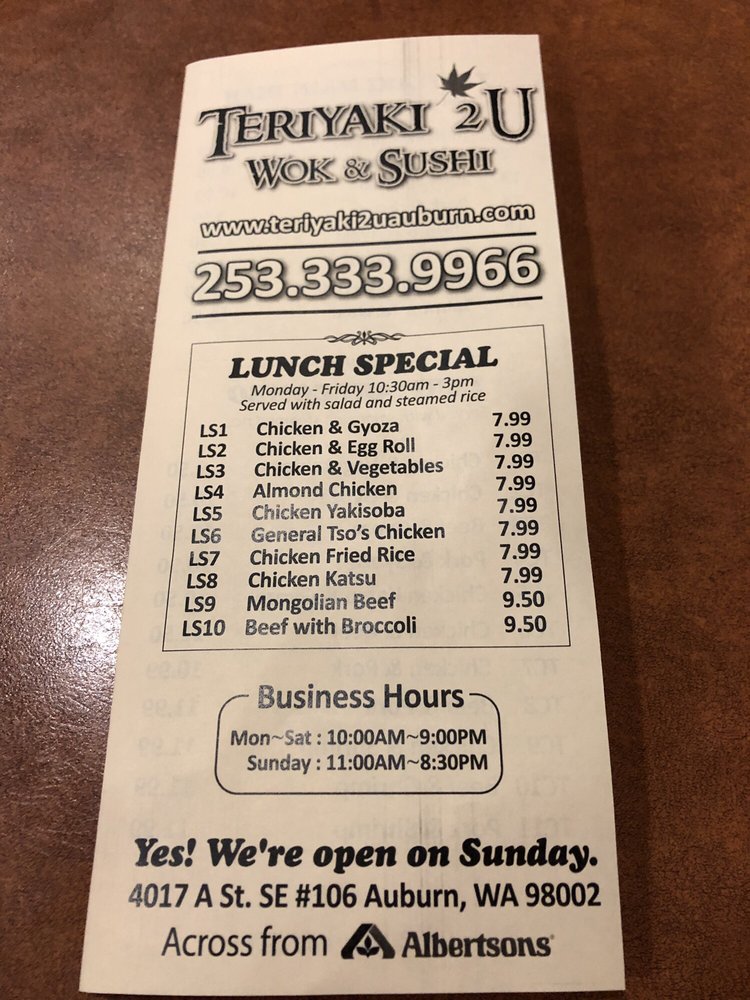 TERIYAKI 2U
WOK & SUSHI
www.teriyaki2uauburn.com
253.333.9966
LUNCH SPECIAL
Monday - Friday 10:30am - 3pm
Served with salad and steamed rice
LS1 Chicken & Gyoza 7.99
LS2 Chicken & Egg Roll 7.99
LS3 Chicken & Vegetables 7.99
LS4 Almond Chicken 7.99
LS5 Chicken Yakisoba 7.99
LS6 General Tso's Chicken 7.99
LS7 Chicken Fried Rice 7.99
LS8 Chicken Katsu 7.99
LS9 Mongolian Beef 9.50
LS10 Beef with Broccoli 9.50
Business Hours
Mon~Sat : 10:00AM~9:00PM
Sunday : 11:00AM~8:30PM
Yes! We're open on Sunday.
4017 A St. SE #106 Auburn, WA 98002
Across from Albertsons